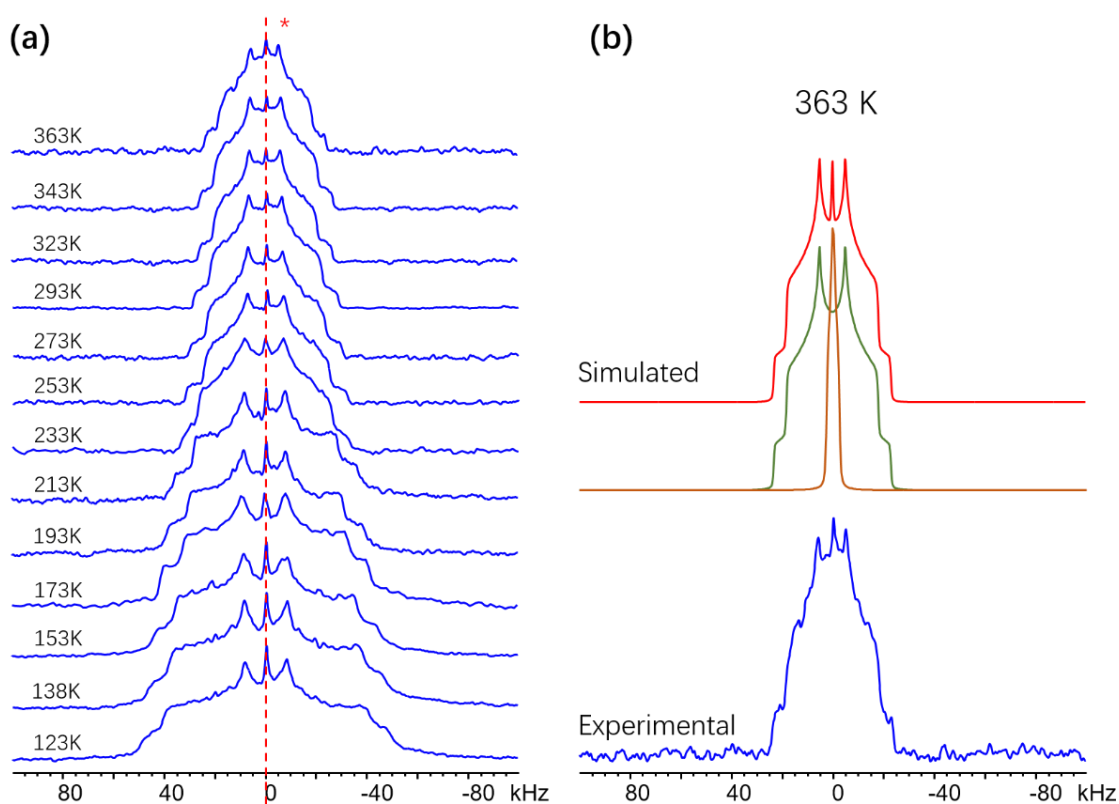 (a)
*
363K
343K
323K
293K
273K
253K
233K
213K
193K
173K
153K
138K
123K
80 40 0 -40 kHz
(b)
363 K
Simulated
Experimental
80 40 0 -40 -80 kHz